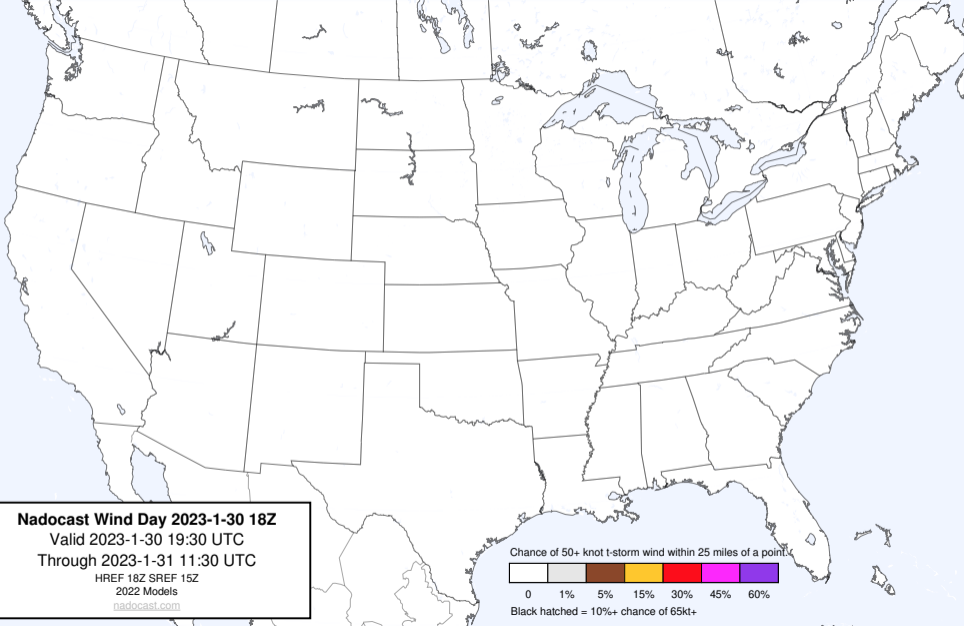 Nadocast Wind Day 2023-1-30 18Z
Valid 2023-1-30 19:30 UTC
Through 2023-1-31 11:30 UTC
HREF 18Z SREF 15Z
2022 Models
nadocast.com
Chance of 50+ knot t-storm wind within 25 miles of a point.
0 1% 5% 15% 30% 45% 60%
Black hatched = 10%+ chance of 65kt+